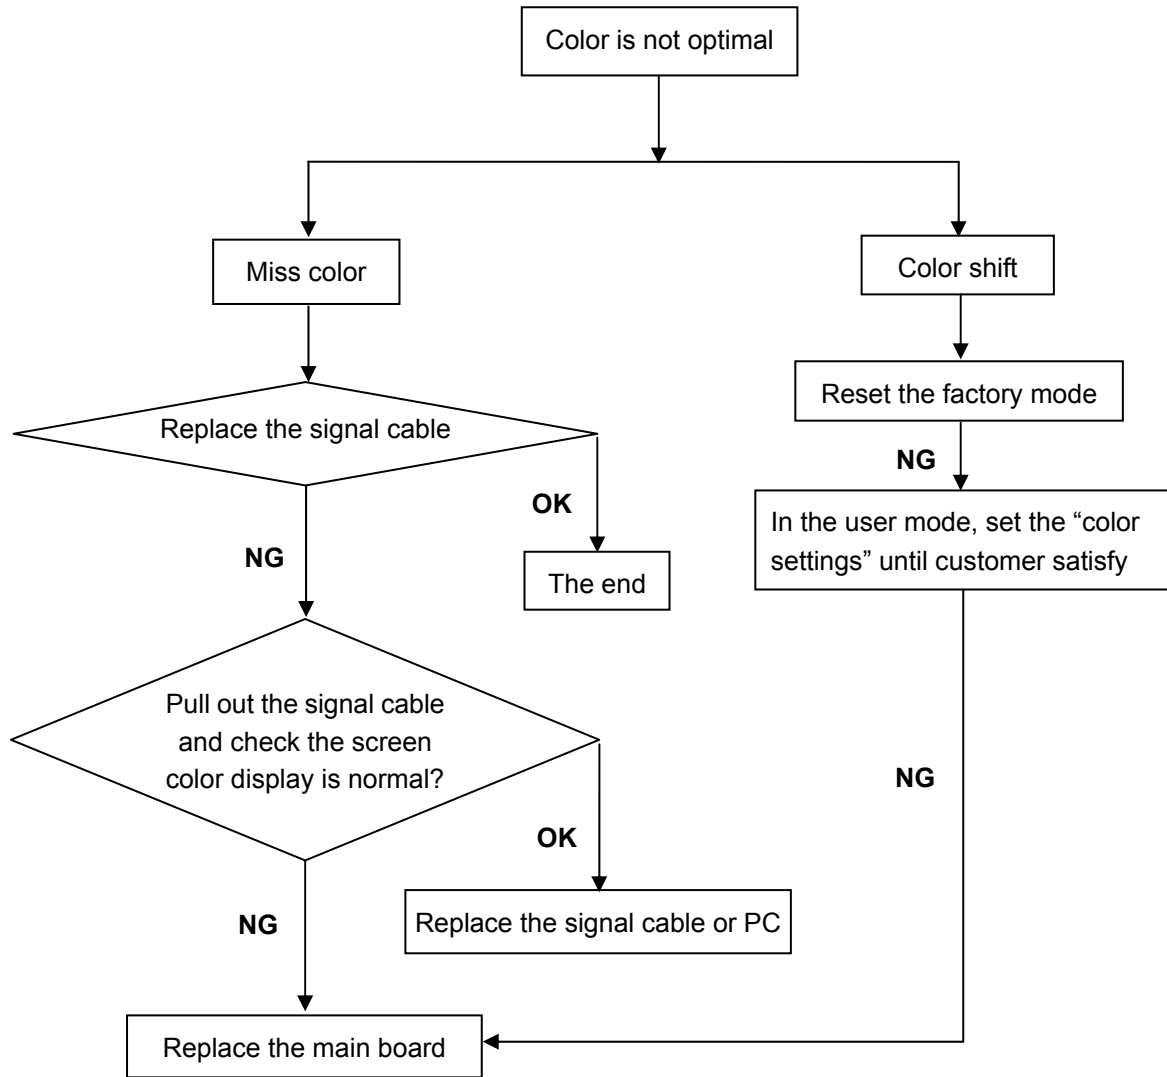 Color is not optimal
Miss color
Color shift
Replace the signal cable
Reset the factory mode
NG
OK
NG
In the user mode, set the “color
settings” until customer satisfy
The end
Pull out the signal cable
and check the screen
color display is normal?
NG
OK
NG
Replace the signal cable or PC
Replace the main board